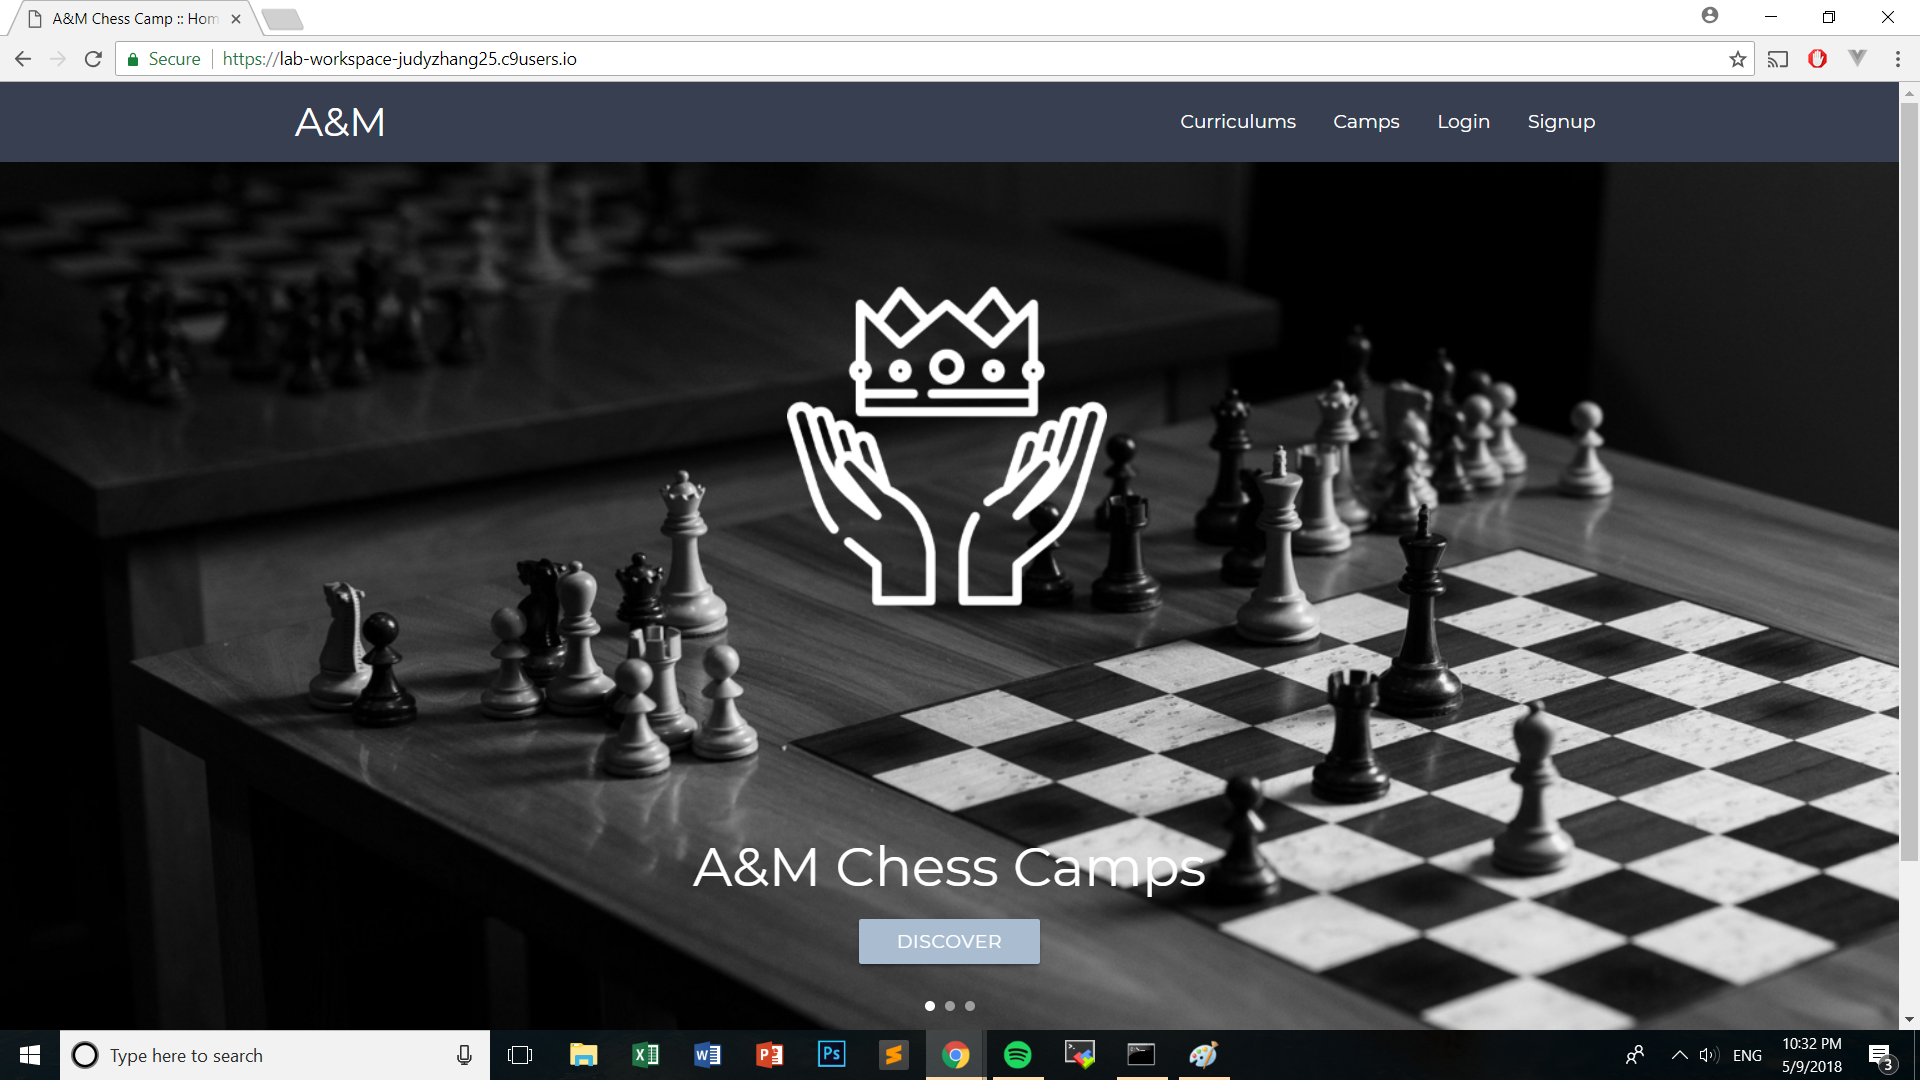 A&M Chess Camp :: Hom
Secure
https://lab-workspace-judyzhang25.c9users.io
A&M
Curriculums Camps Login Signup
A&M Chess Camps
DISCOVER
Type here to search
Ps
ENG
10:32 PM
5/9/2018
3